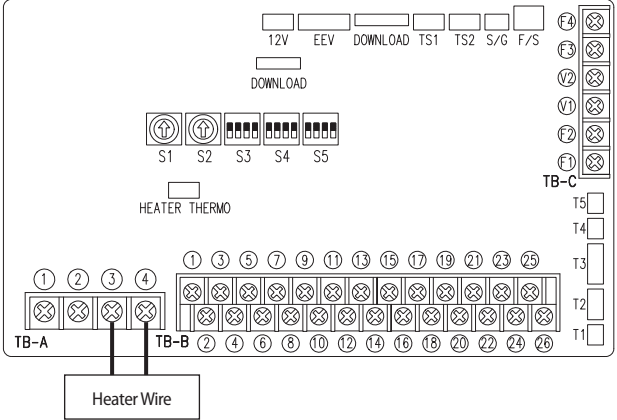 12V EEV DOWNLOAD TS1 TS2 S/G F/S
DOWNLOAD
S1 S2 S3 S4 S5
HEATER THERMO
F4
F3
V2
V1
F2
F1
TB-C
T5
T4
T3
T2
T1
1 2 3 4
TB-A
1 3 5 7 9 11 13 15 17 19 21 23 25
TB-B
2 4 6 8 10 12 14 16 18 20 22 24 26
Heater Wire